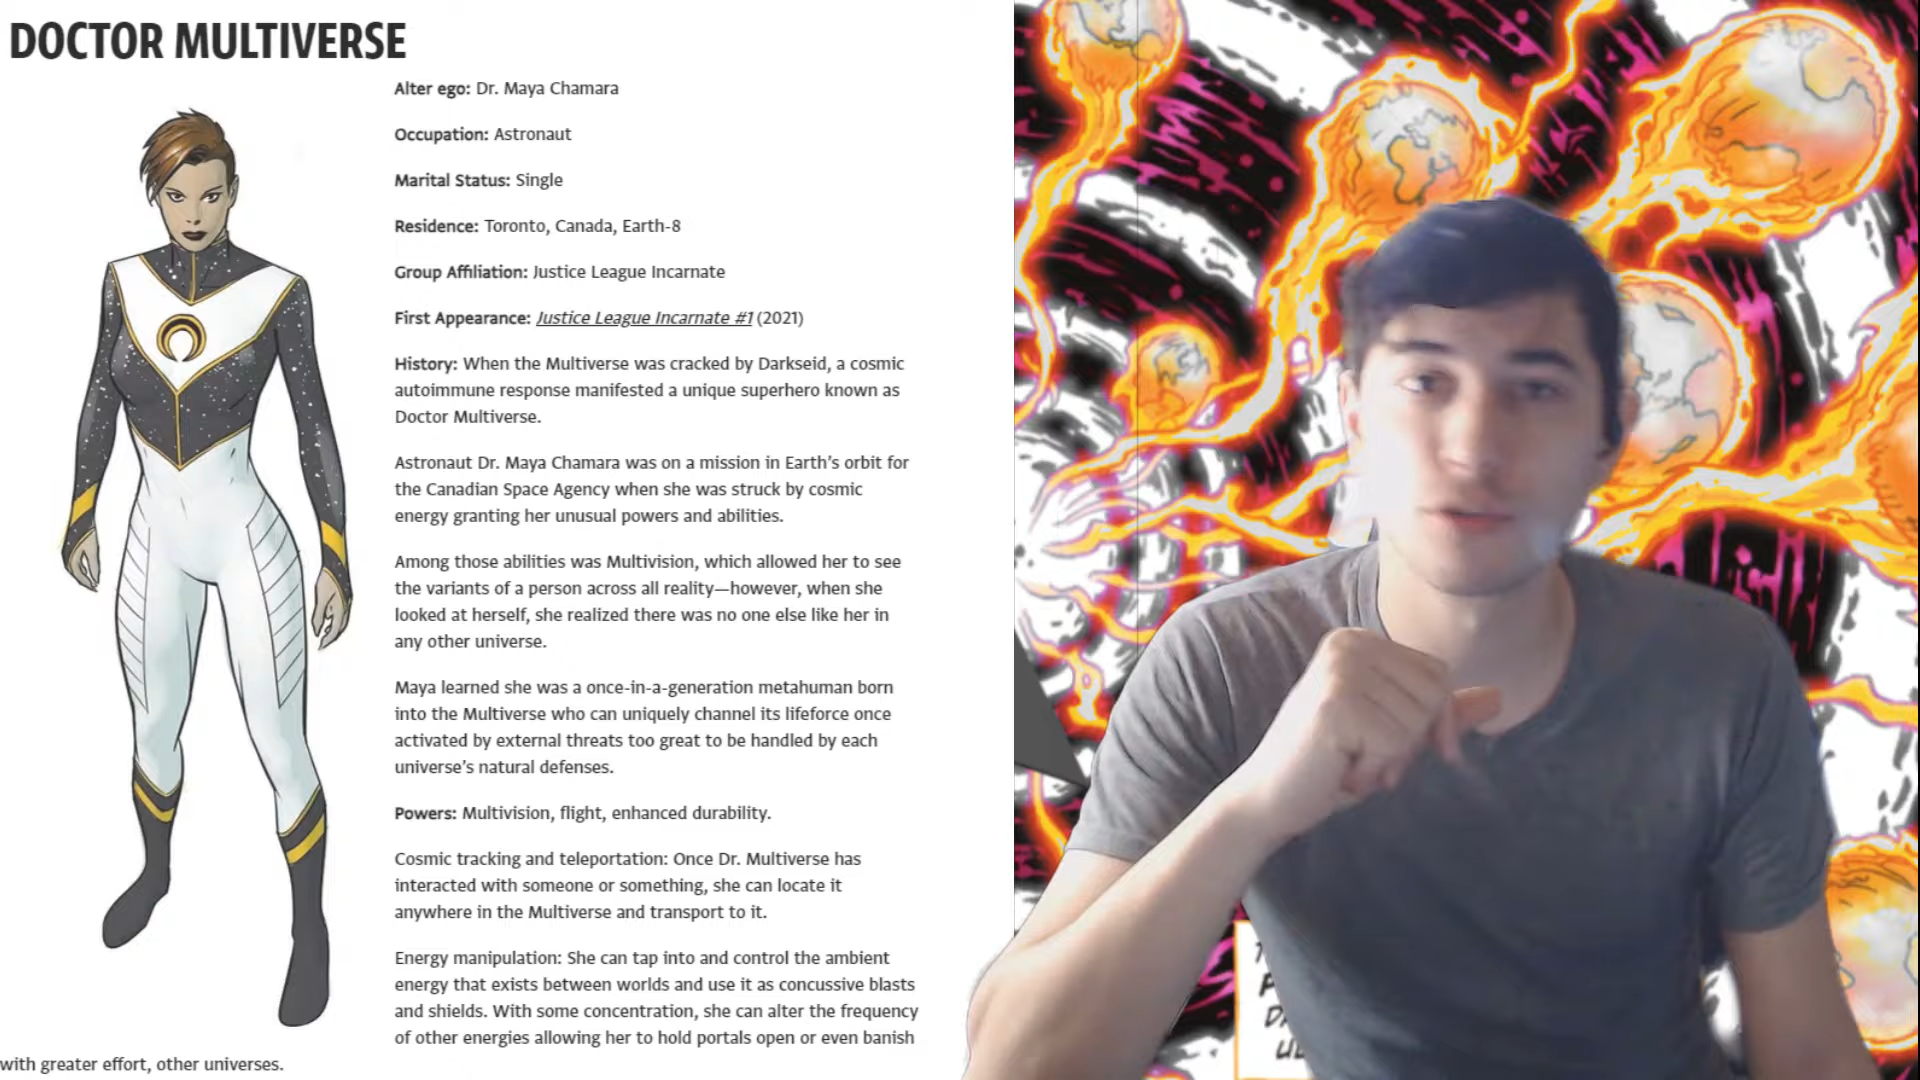 DOCTOR MULTIVERSE
Alter ego: Dr. Maya Chamara
Occupation: Astronaut
Marital Status: Single
Residence: Toronto, Canada, Earth-8
Group Affiliation: Justice League Incarnate
First Appearance: Justice League Incarnate #1 (2021)
History: When the Multiverse was cracked by Darkseid, a cosmic
autoimmune response manifested a unique superhero known as
Doctor Multiverse.
Astronaut Dr. Maya Chamara was on a mission in Earth’s orbit for
the Canadian Space Agency when she was struck by cosmic
energy granting her unusual powers and abilities.
Among those abilities was Multivision, which allowed her to see
the variants of a person across all reality—however, when she
looked at herself, she realized there was no one else like her in
any other universe.
Maya learned she was a once-in-a-generation metahuman born
into the Multiverse who can uniquely channel its lifeforce once
activated by external threats too great to be handled by each
universe’s natural defenses.
Powers: Multivision, flight, enhanced durability.
Cosmic tracking and teleportation: Once Dr. Multiverse has
interacted with someone or something, she can locate it
anywhere in the Multiverse and transport to it.
Energy manipulation: She can tap into and control the ambient
energy that exists between worlds and use it as concussive blasts
and shields. With some concentration, she can alter the frequency
of other energies allowing her to hold portals open or even banish
with greater effort, other universes.